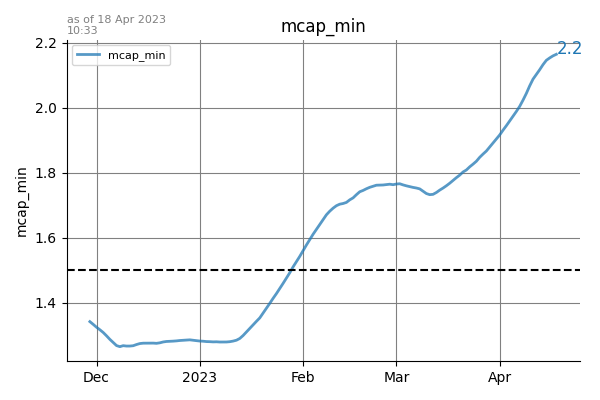 as of 18 Apr 2023
10:33
mcap_min
2.2
2.2
mcap_min
2.0
1.8
mcap_min
1.6
1.4
Dec
2023
Feb
Mar
Apr